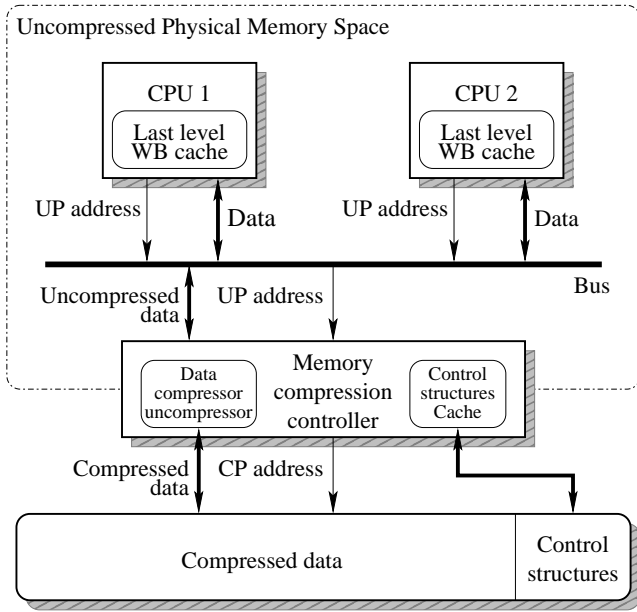 Uncompressed Physical Memory Space
CPU 1
Last level
WB cache
CPU 2
Last level
WB cache
UP address
Data
UP address
Data
Bus
Uncompressed
data
UP address
Data
compressor
uncompressor
Memory
compression
controller
Control
structures
Cache
Compressed
data
CP address
Compressed data
Control
structures